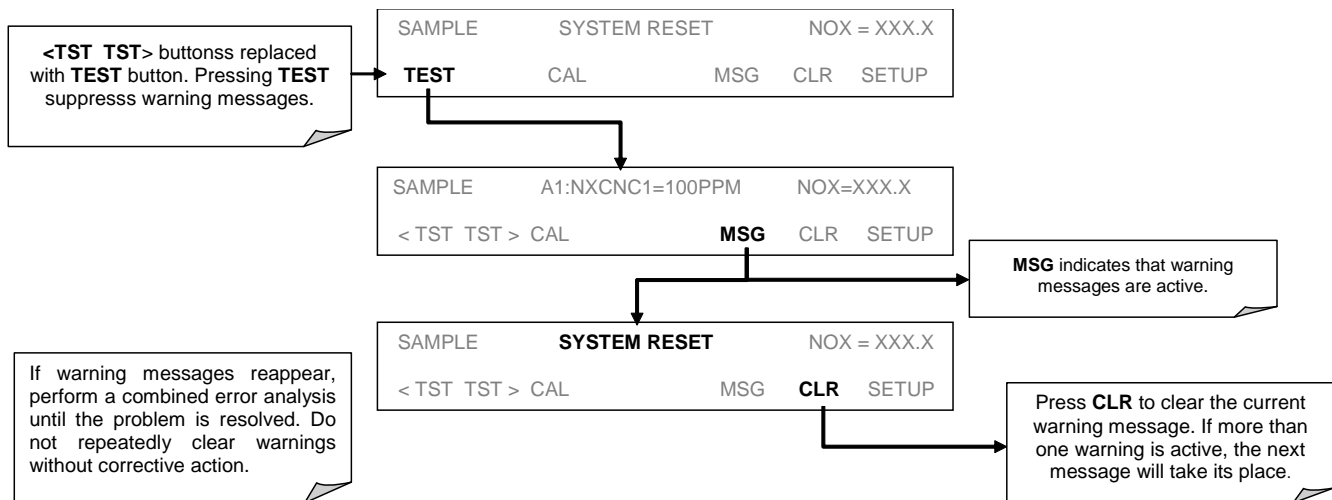 <TST  TST> buttonss replaced
with TEST button. Pressing TEST
suppresss warning messages.
SAMPLE SYSTEM RESET NOX = XXX.X
TEST CAL MSG CLR SETUP
SAMPLE A1:NXCNC1=100PPM NOX=XXX.X
< TST  TST > CAL MSG CLR SETUP
MSG indicates that warning
messages are active.
SAMPLE SYSTEM RESET NOX = XXX.X
< TST  TST > CAL MSG CLR SETUP
If warning messages reappear,
perform a combined error analysis
until the problem is resolved. Do
not repeatedly clear warnings
without corrective action.
Press CLR to clear the current
warning message. If more than
one warning is active, the next
message will take its place.